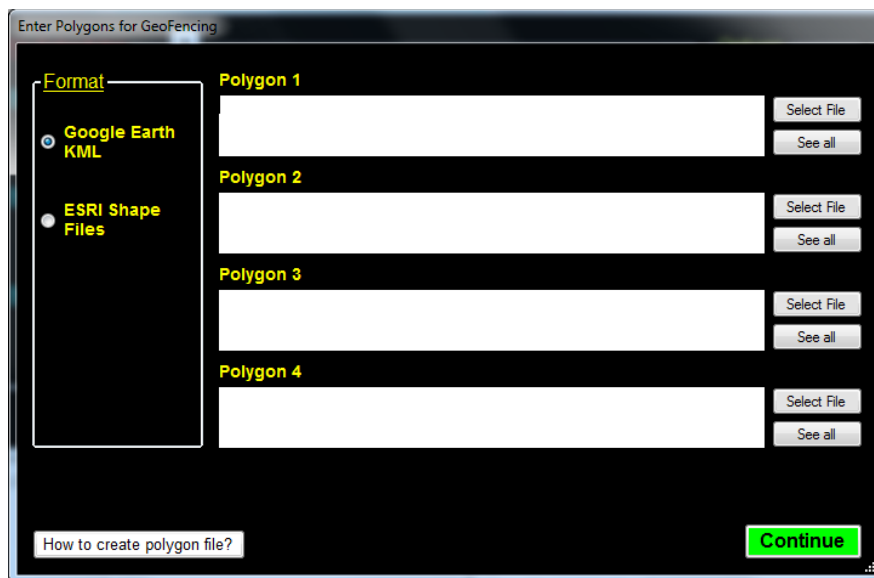 Enter Polygons for GeoFencing
Format
Google Earth
KML
ESRI Shape
Files
Polygon 1
Select File
See all
Polygon 2
Select File
See all
Polygon 3
Select File
See all
Polygon 4
Select File
See all
How to create polygon file?
Continue